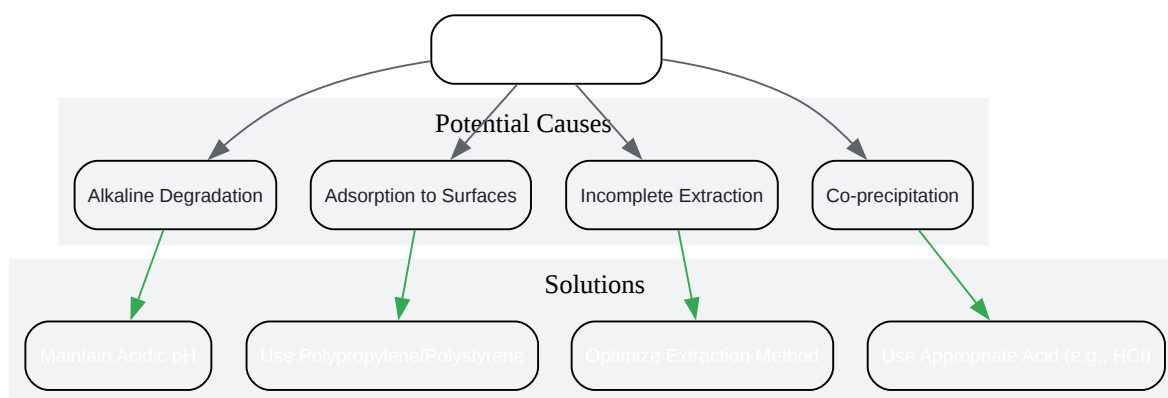 Potential Causes
Alkaline Degradation
Adsorption to Surfaces
Incomplete Extraction
Co-precipitation
Solutions
Maintain Acidic pH
Use Polypropylene/Polystyrene
Optimize Extraction Method
Use Appropriate Acid (e.g., HCl)